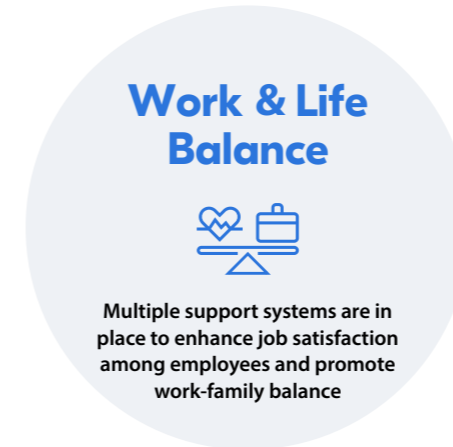 Work & Life
Balance
Multiple support systems are in
place to enhance job satisfaction
among employees and promote
work-family balance